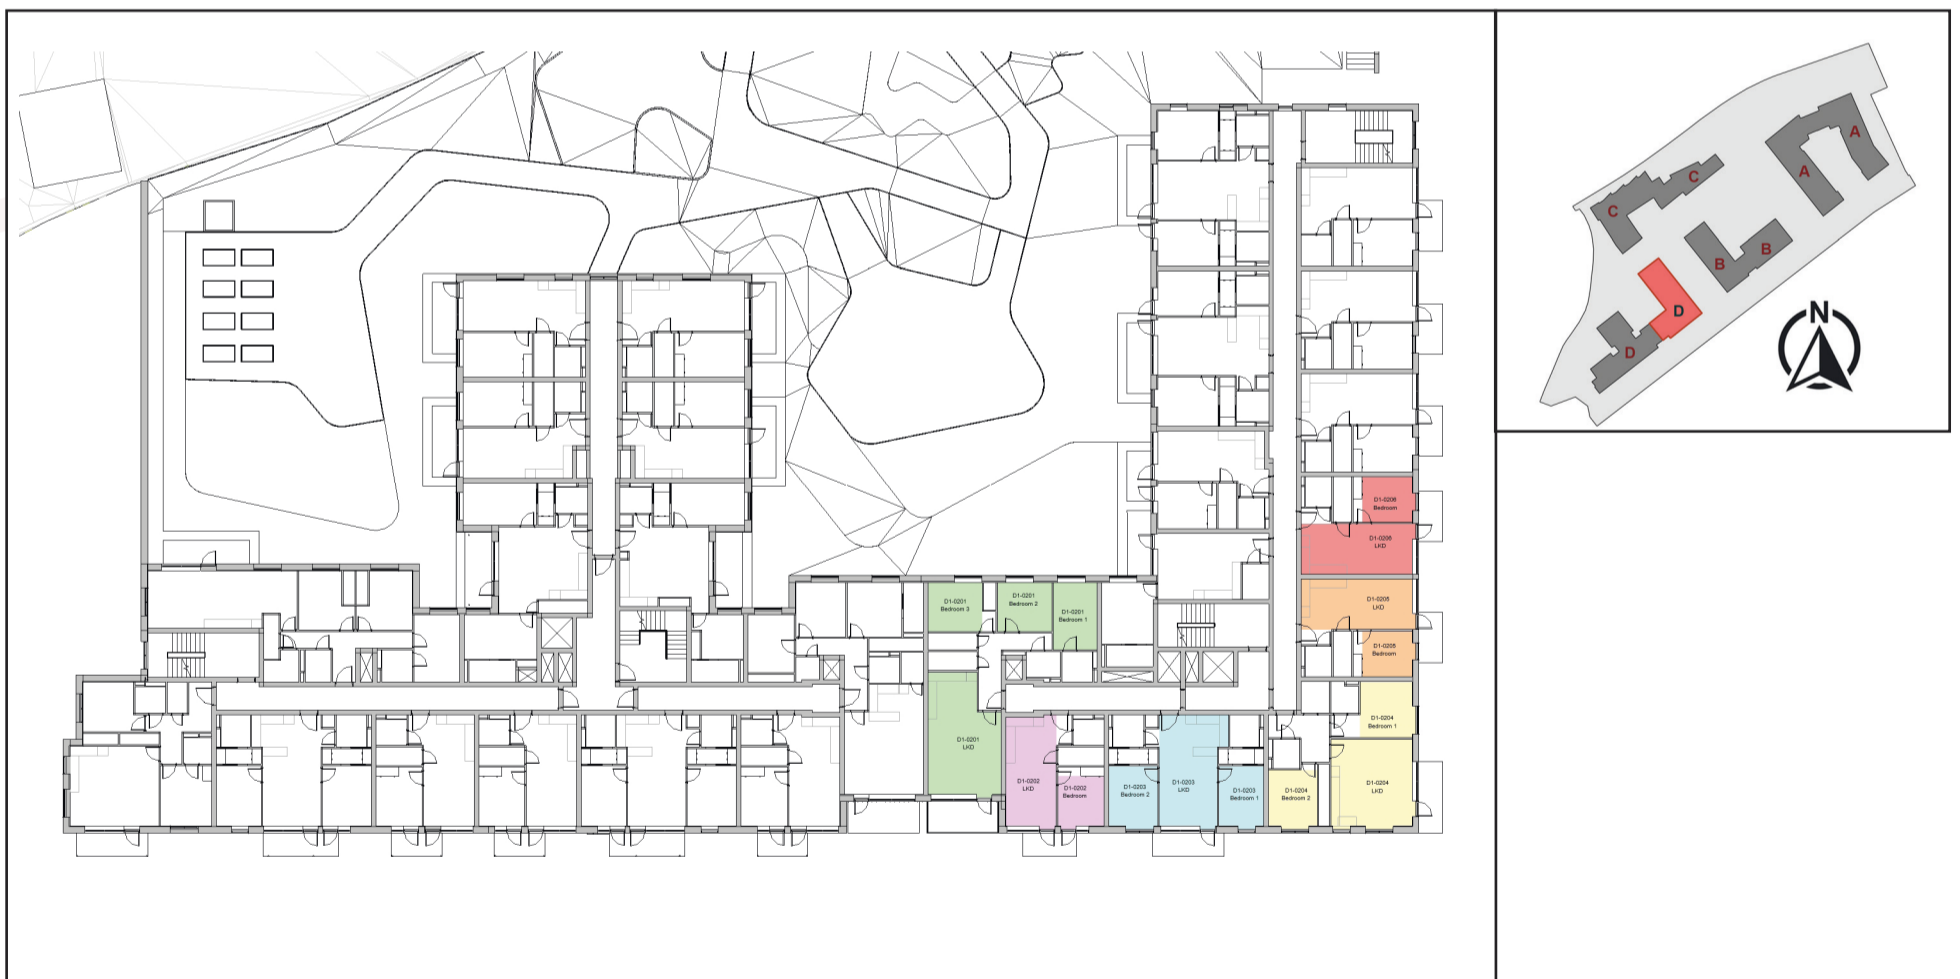 D1-0201
Bedroom 3
D1-0201
Bedroom 2
D1-0201
Bedroom 1
D1-0201
LKD
D1-0202
LKD
D1-0202
Bedroom
D1-0203
Bedroom 2
D1-0203
LKD
D1-0203
Bedroom 1
D1-0204
Bedroom 2
D1-0204
LKD
D1-0204
Bedroom 1
D1-0205
Bedroom
D1-0205
LKD
D1-0206
LKD
D1-0206
Bedroom
A
A
C
C
B
B
D
D
N